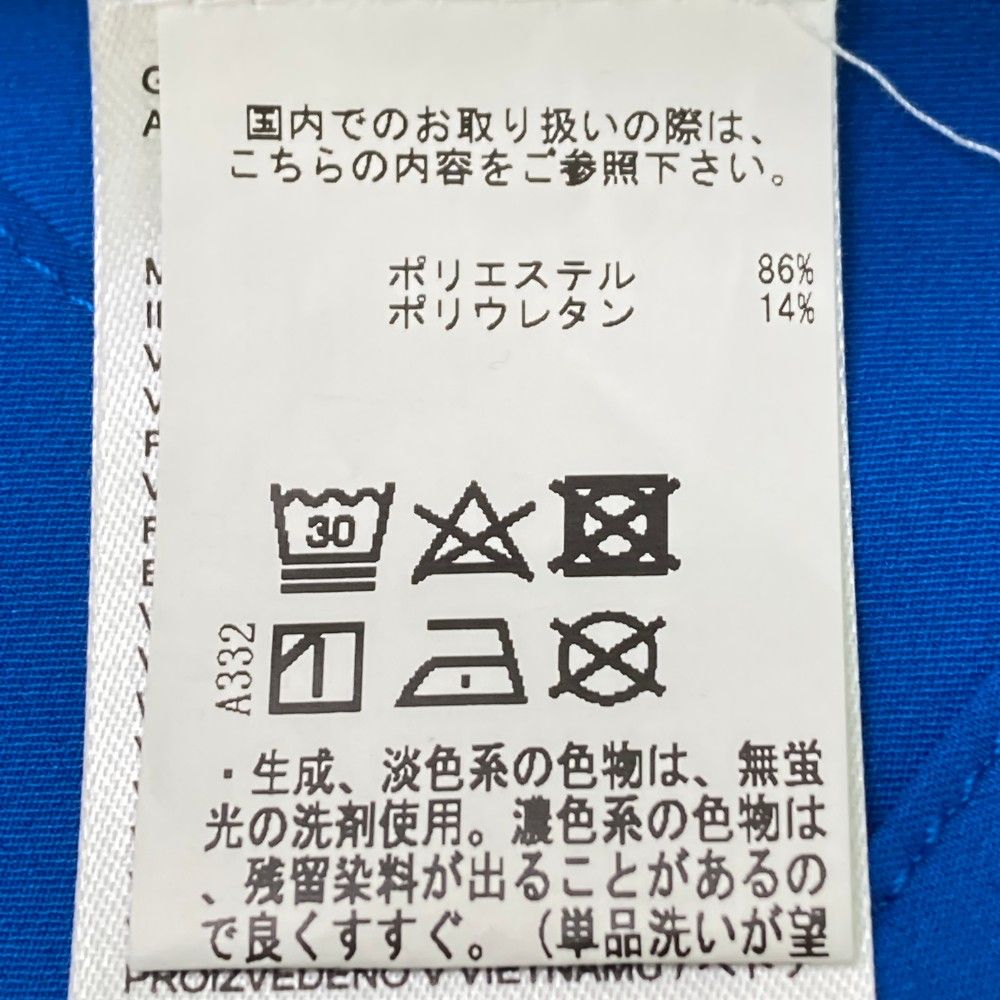 国内でのお取り扱いの際は、
こちらの内容をご参照下さい。
ポリエステル 86%
ポリウレタン 14%
30
A332
・生成、淡色系の色物は、無蛍
光の洗剤使用。濃色系の色物は
、残留染料が出ることがあるの
で良くすすぐ。(単品洗いが望
PROIZVEDENO V VIETNAMU